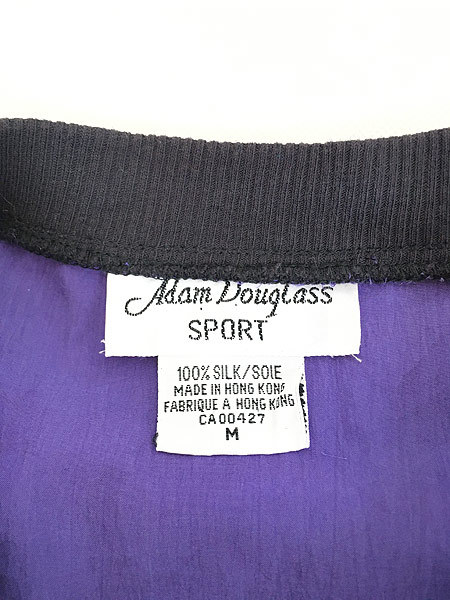 Adam Douglass
SPORT
100% SILK/SOIE
MADE IN HONG KONG
FABRIQUE A HONG KONG
CA00427
M